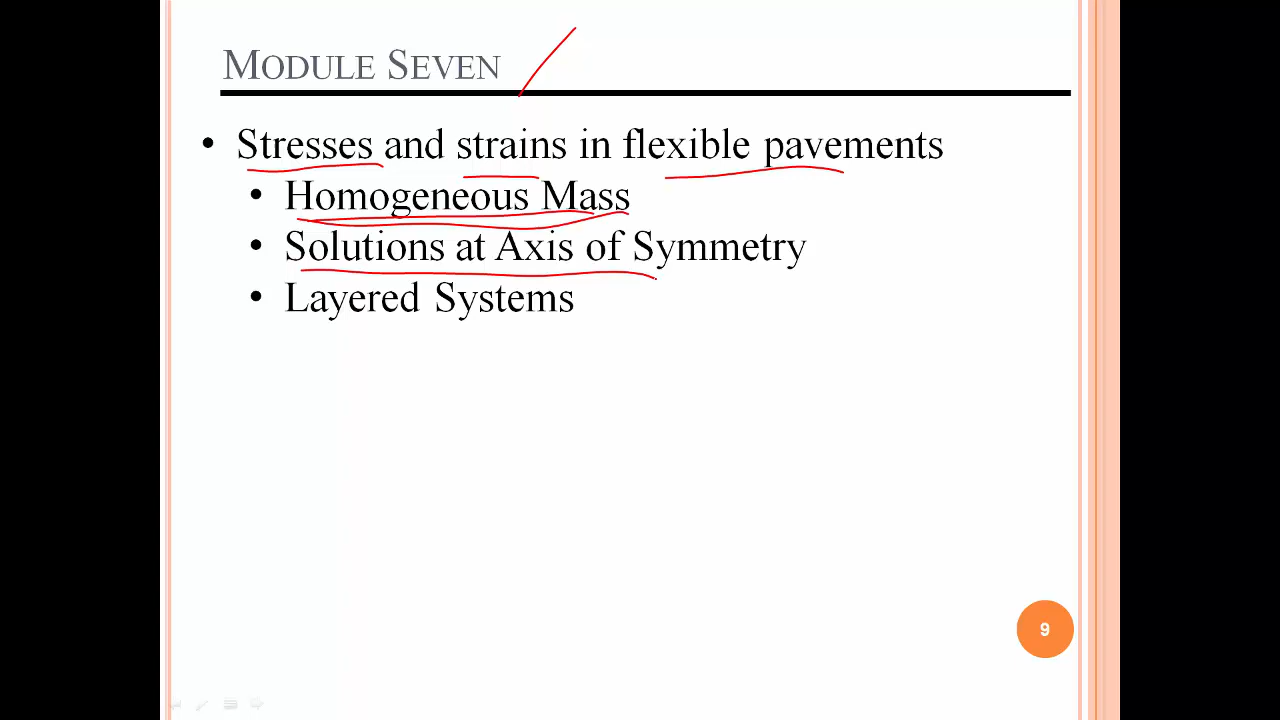 MODULE SEVEN
• Stresses and strains in flexible pavements
• Homogeneous Mass
• Solutions at Axis of Symmetry
• Layered Systems
9